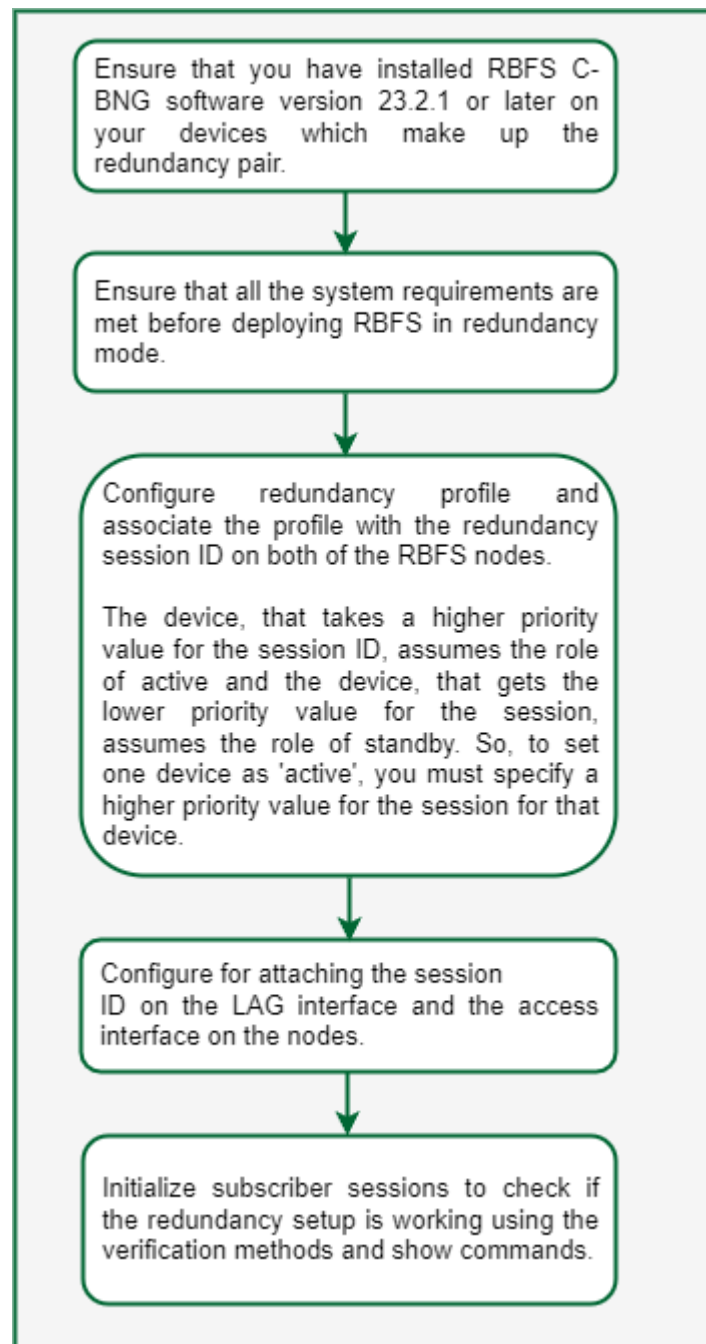 Ensure that you have installed RBFS C-
BNG software version 23.2.1 or later on
your devices which make up the
redundancy pair.
Ensure that all the system requirements are
met before deploying RBFS in redundancy
mode.
Configure redundancy profile and
associate the profile with the redundancy
session ID on both of the RBFS nodes.
The device, that takes a higher priority
value for the session ID, assumes the role
of active and the device, that gets the
lower priority value for the session,
assumes the role of standby. So, to set
one device as 'active', you must specify a
higher priority value for the session for that
device.
Configure for attaching the session
ID on the LAG interface and the access
interface on the nodes.
Initialize subscriber sessions to check if
the redundancy setup is working using the
verification methods and show commands.